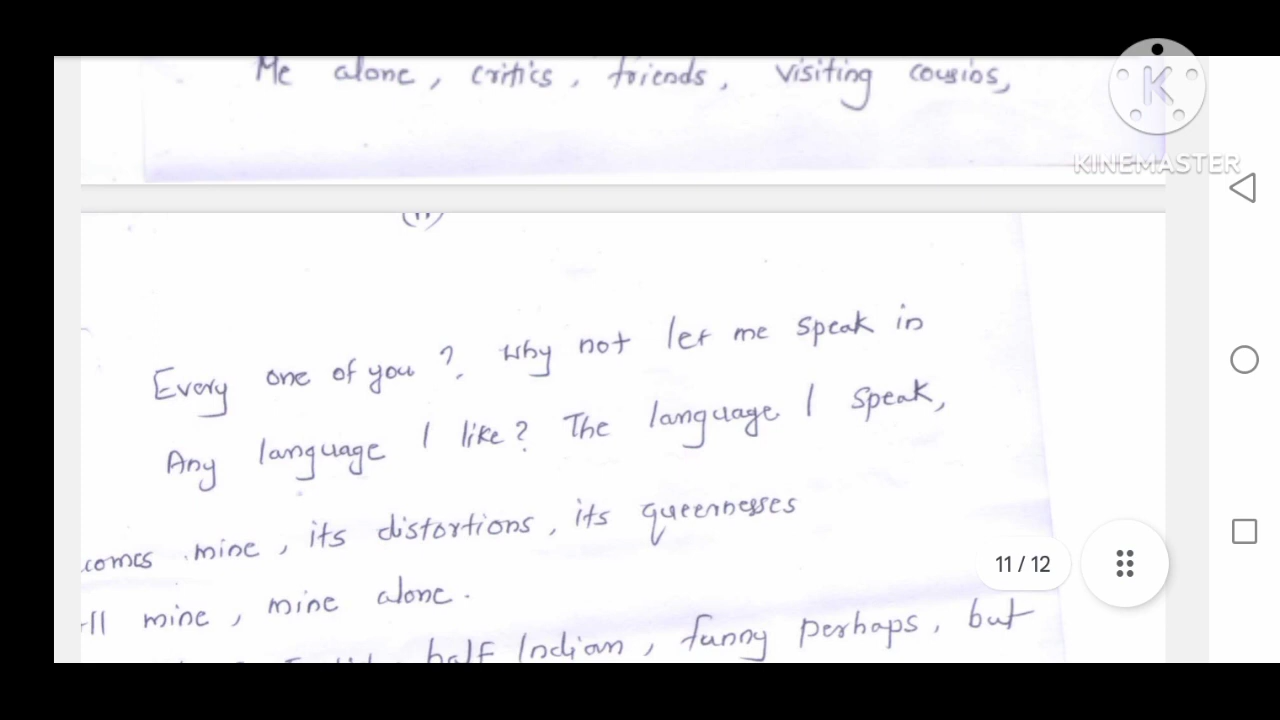 Me alone, critics, friends, visiting cousins,
KINEMASTER
(11)
Every one of you? Why not let me speak in
Any language I like? The language I speak,
comes mine, its distortions, its queernesses
ll mine, mine alone.
11 / 12
half Indian, funny perhaps, but